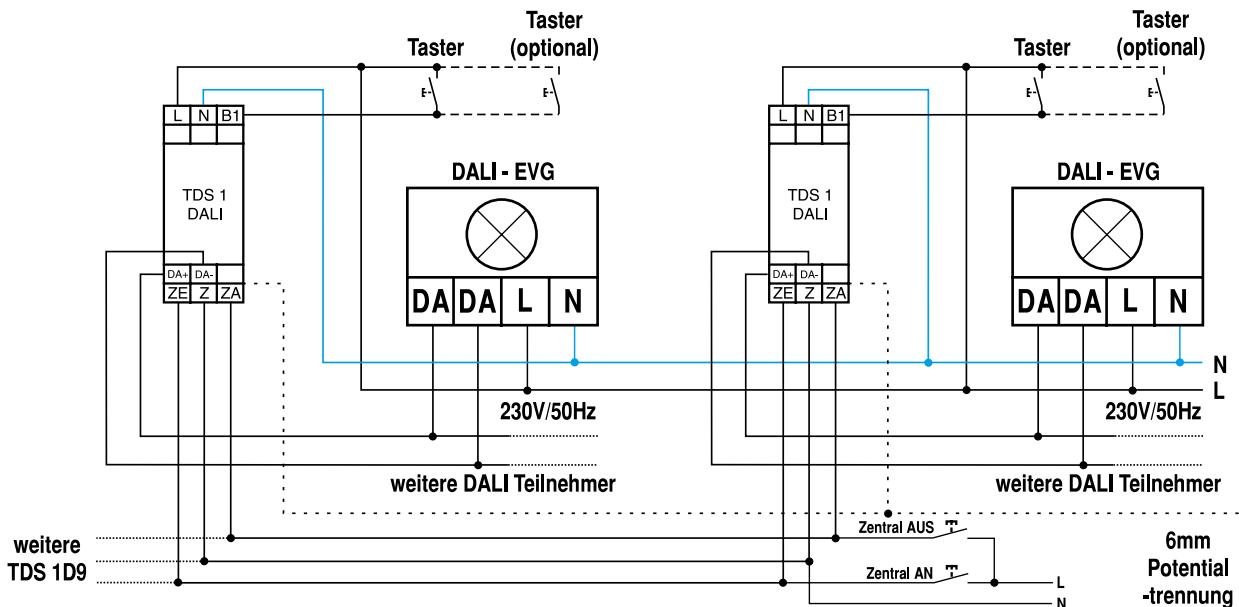 Taster
Taster
(optional)
L N B1
TDS 1
DALI
DA+ DA-
ZE Z ZA
DALI - EVG
DA DA L N
230V/50Hz
weitere DALI Teilnehmer
Taster
Taster
(optional)
L N B1
TDS 1
DALI
DA+ DA-
ZE Z ZA
DALI - EVG
DA DA L N
N
L
230V/50Hz
weitere DALI Teilnehmer
weitere
TDS 1D9
Zentral AUS
Zentral AN
L
N
6mm
Potential
-trennung